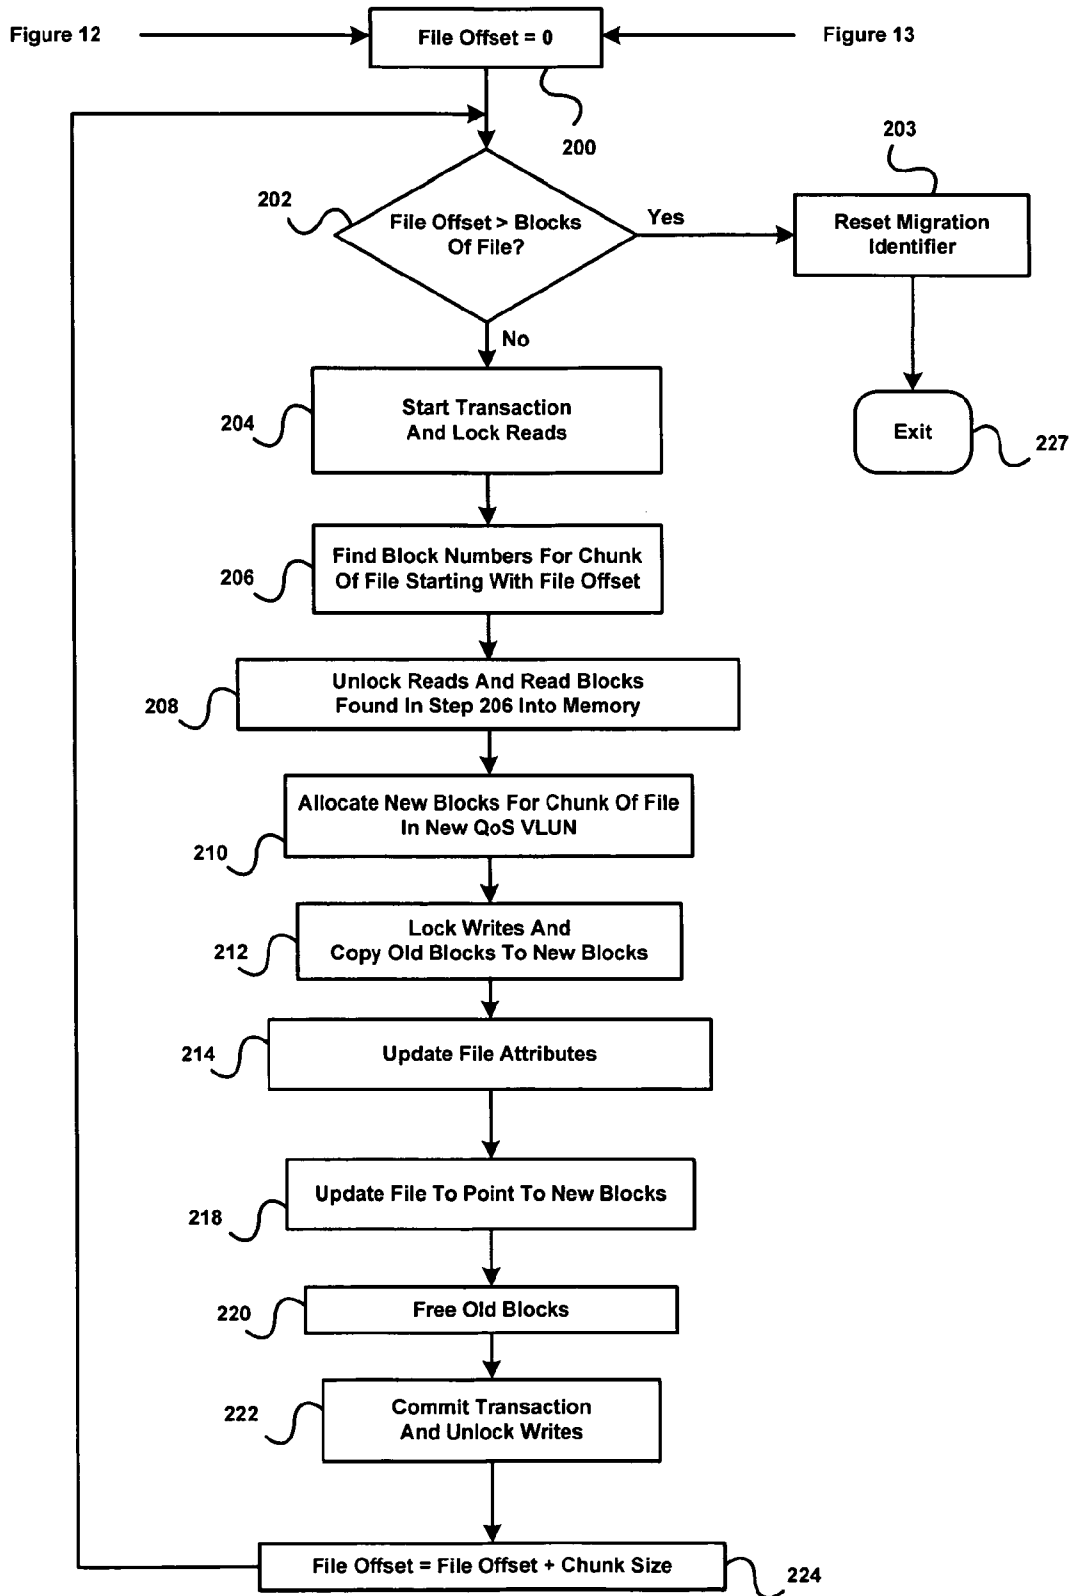 Figure 12
File Offset = 0
Figure 13
200
203
202
File Offset > Blocks
Of File?
Yes
Reset Migration
Identifier
No
204
Start Transaction
And Lock Reads
Exit
227
206
Find Block Numbers For Chunk
Of File Starting With File Offset
208
Unlock Reads And Read Blocks
Found In Step 206 Into Memory
210
Allocate New Blocks For Chunk Of File
In New QoS VLUN
212
Lock Writes And
Copy Old Blocks To New Blocks
214
Update File Attributes
218
Update File To Point To New Blocks
220
Free Old Blocks
222
Commit Transaction
And Unlock Writes
File Offset = File Offset + Chunk Size
224